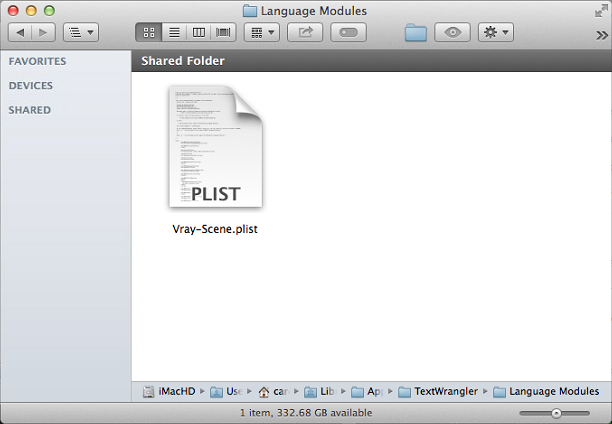 Language Modules
FAVORITES
DEVICES
SHARED
Shared Folder
PLIST
Vray-Scene.plist
iMacHD Use car Lib Ap TextWrangler Language Modules
1 item, 332.68 GB available